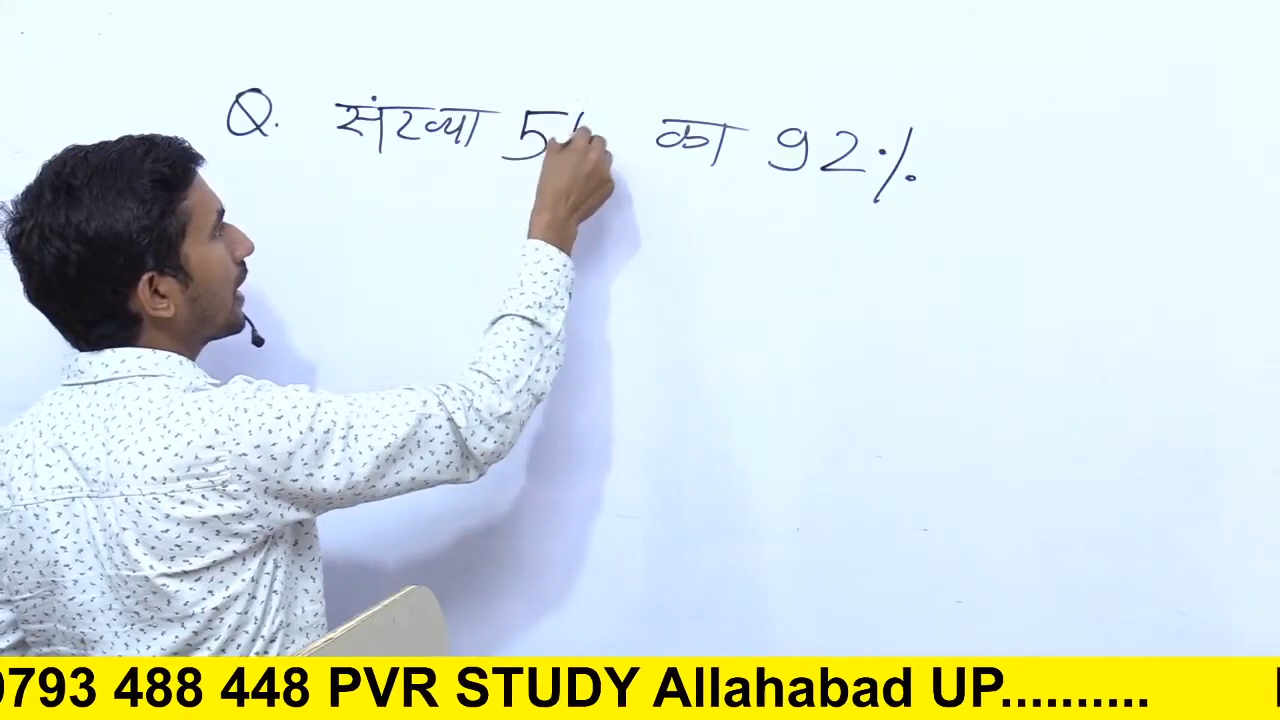 Q. संख्या 5 का 92%
0793 488 448 PVR STUDY Allahabad UP..........